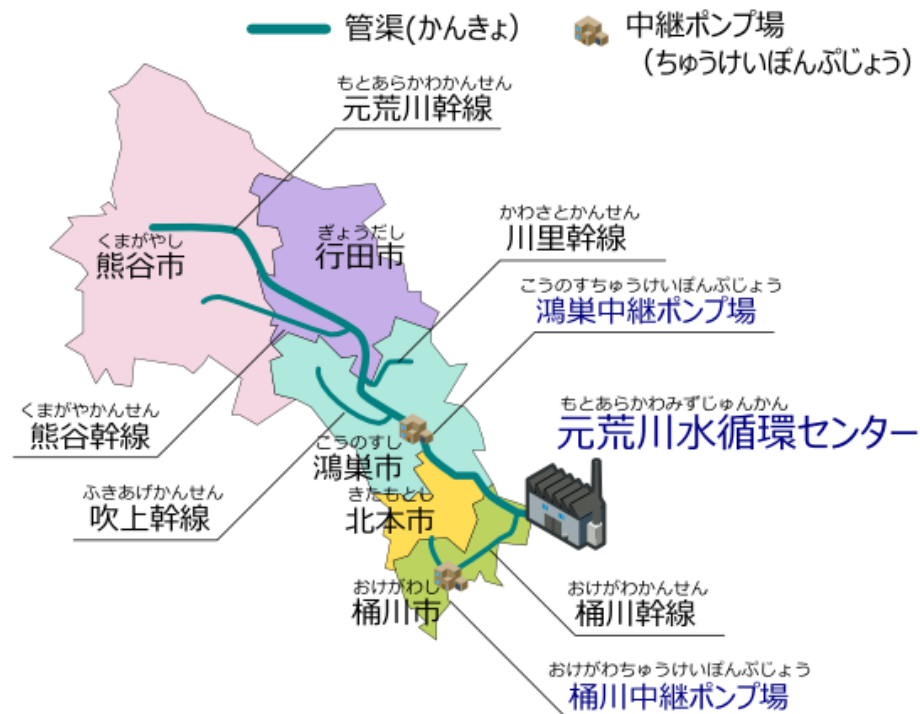 管渠(かんきょ)
中継ポンプ場
(ちゅうけいぽんぷじょう)
もとあらかわかんせん
元荒川幹線
かわさとかんせん
川里幹線
くまがやし
熊谷市
ぎょうだし
行田市
こうのすちゅうけいぽんぷじょう
鴻巣中継ポンプ場
もとあらかわみずじゅんかん
元荒川水循環センター
くまがやかんせん
熊谷幹線
こうのすし
鴻巣市
ふきあげかんせん
吹上幹線
きたもとし
北本市
おけがわし
桶川市
おけがわかんせん
桶川幹線
おけがわちゅうけいぽんぷじょう
桶川中継ポンプ場